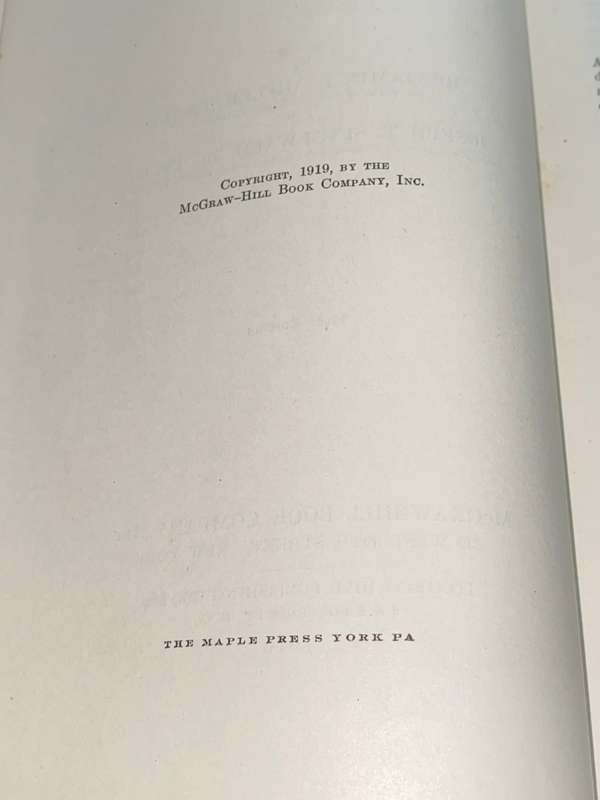 COPYRIGHT, 1919, BY THE
MCGRAW-HILL BOOK COMPANY, INC.
THE MAPLE PRESS YORK PA